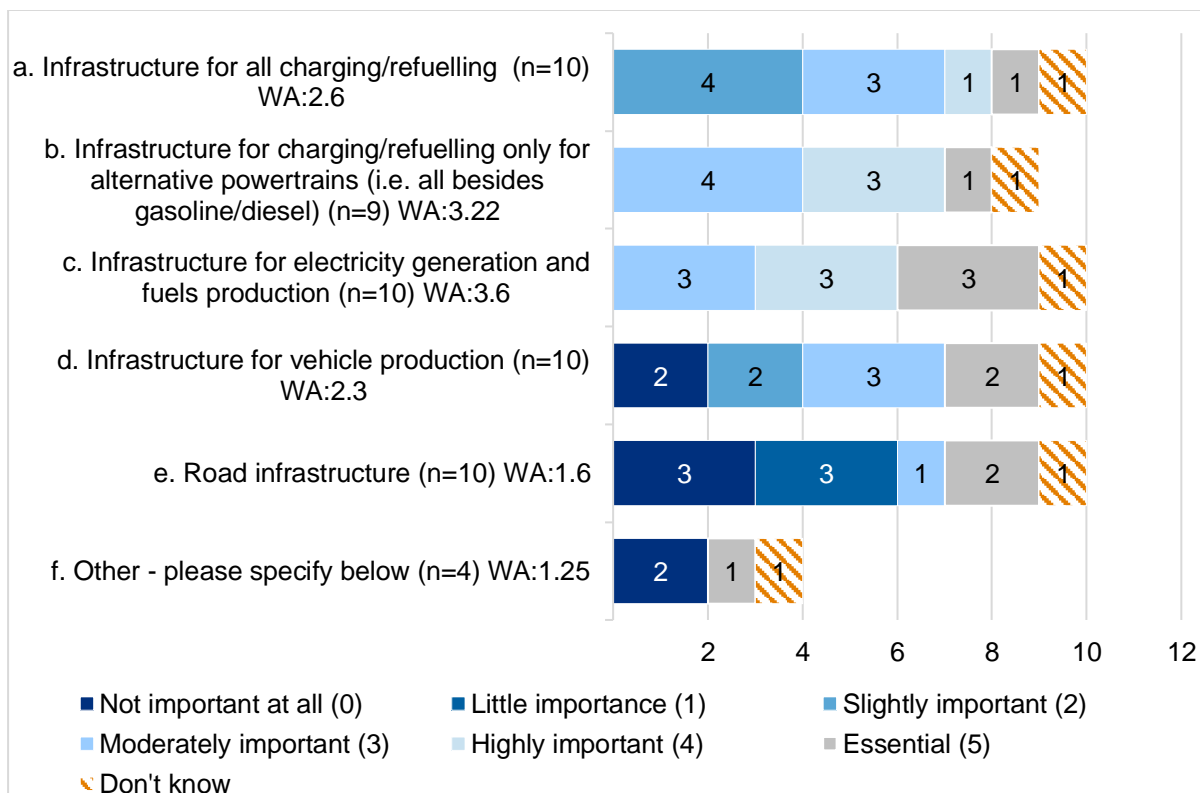 a. Infrastructure for all charging/refuelling (n=10)
WA:2.6
4 3 1 1 1
b. Infrastructure for charging/refuelling only for
alternative powertrains (i.e. all besides
gasoline/diesel) (n=9) WA:3.22
4 3 1 1
c. Infrastructure for electricity generation and
fuels production (n=10) WA:3.6
3 3 3 1
d. Infrastructure for vehicle production (n=10)
WA:2.3
2 2 3 2 1
e. Road infrastructure (n=10) WA:1.6
3 3 1 2 1
f. Other - please specify below (n=4) WA:1.25
2 1 1
2 4 6 8 10 12
Not important at all (0) Little importance (1) Slightly important (2)
Moderately important (3) Highly important (4) Essential (5)
Don't know